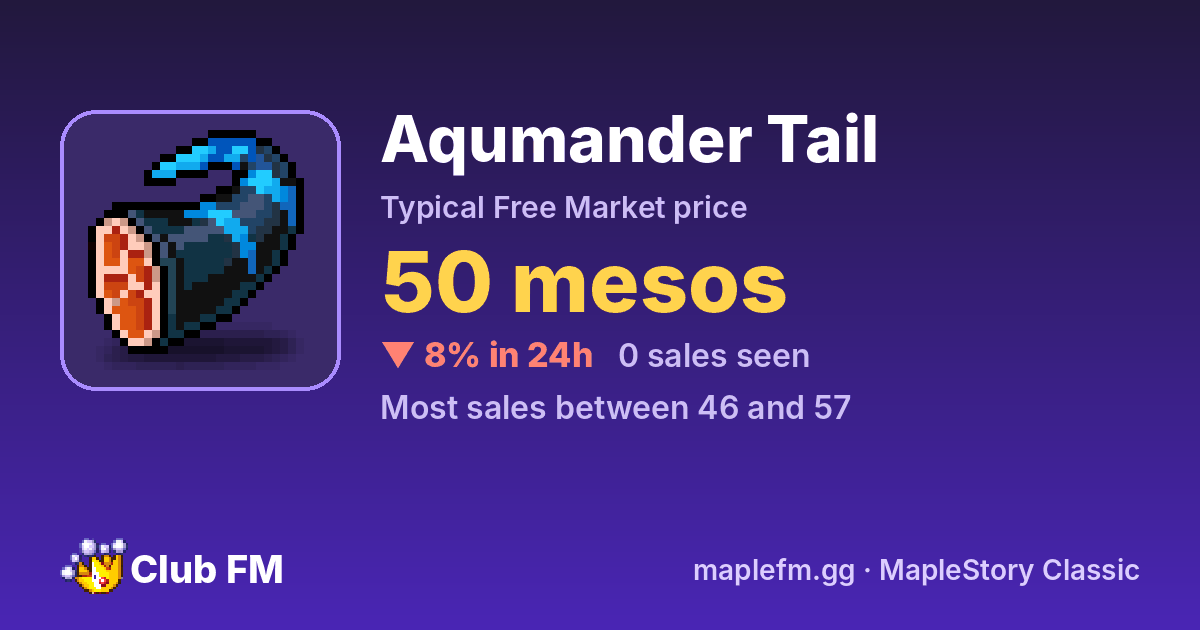 Aqumander Tail
Typical Free Market price
50 mesos
▼ 8% in 24h 0 sales seen
Most sales between 46 and 57
Club FM
maplefm.gg · MapleStory Classic